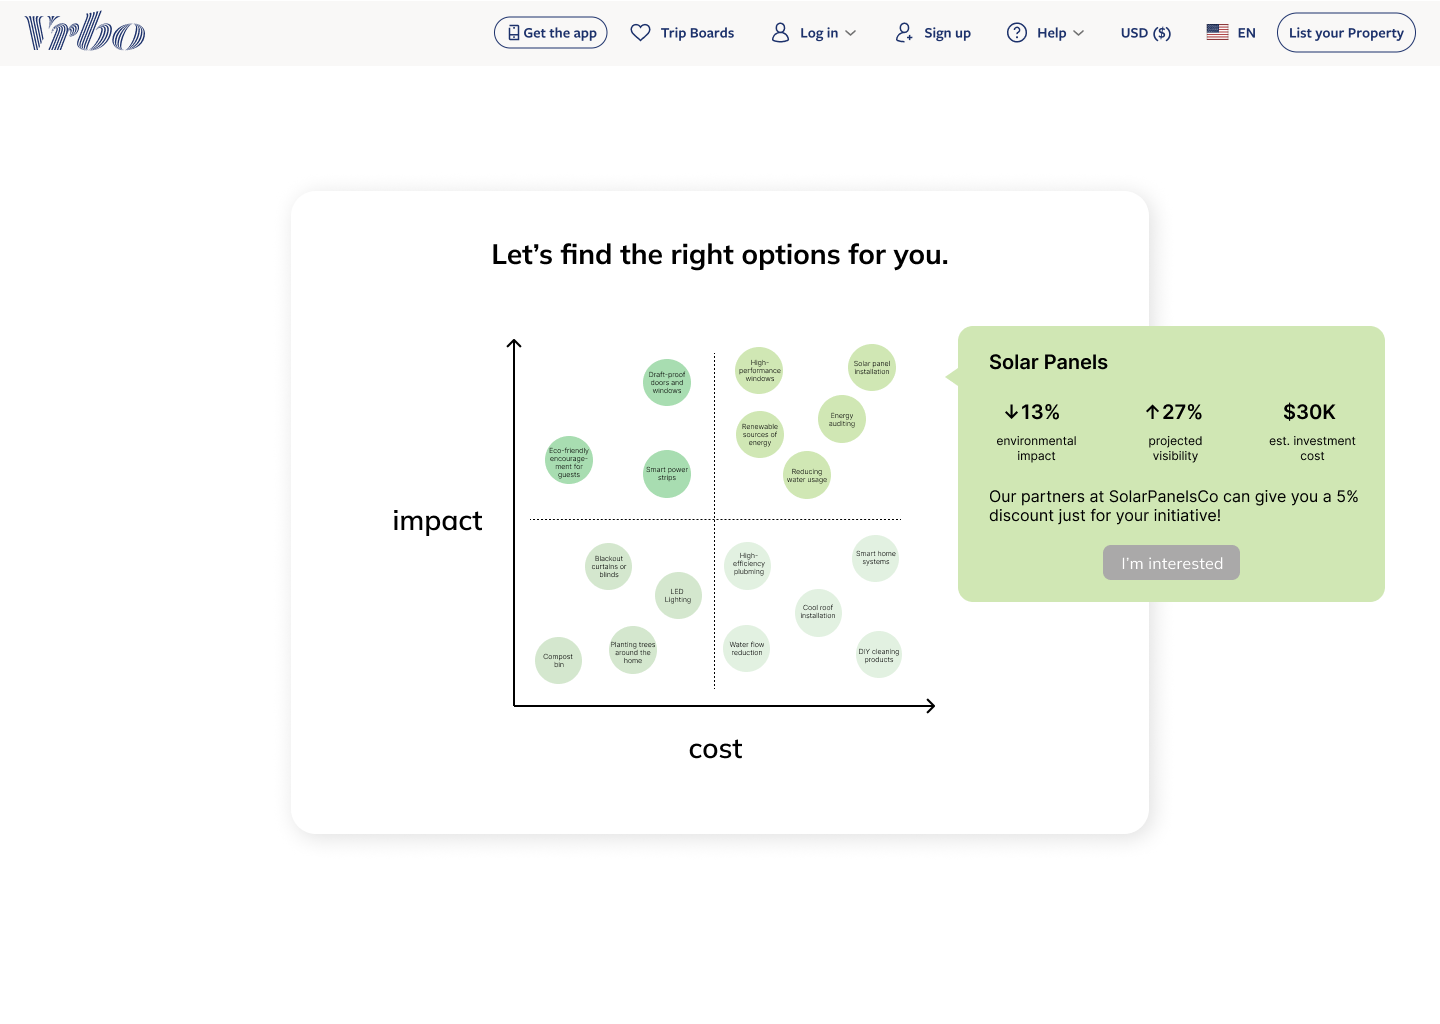 Vrbo
Get the app
Trip Boards
Log in
Sign up
Help
USD ($)
EN
List your Property
Let's find the right options for you.
impact
cost
Draft-proof
doors and
windows
Eco-friendly
encourage-
ment for
guests
Smart power
strips
High-
performance
windows
Solar panel
installation
Renewable
sources of
energy
Energy
auditing
Reducing
water usage
Blackout
curtains or
blinds
LED
Lighting
Planting trees
around the
home
Compost
bin
High-
efficiency
plubming
Smart home
systems
Cool roof
installation
Water flow
reduction
DIY cleaning
products
Solar Panels
↓13%
environmental
impact
↑27%
projected
visibility
$30K
est. investment
cost
Our partners at SolarPanelsCo can give you a 5%
discount just for your initiative!
I'm interested